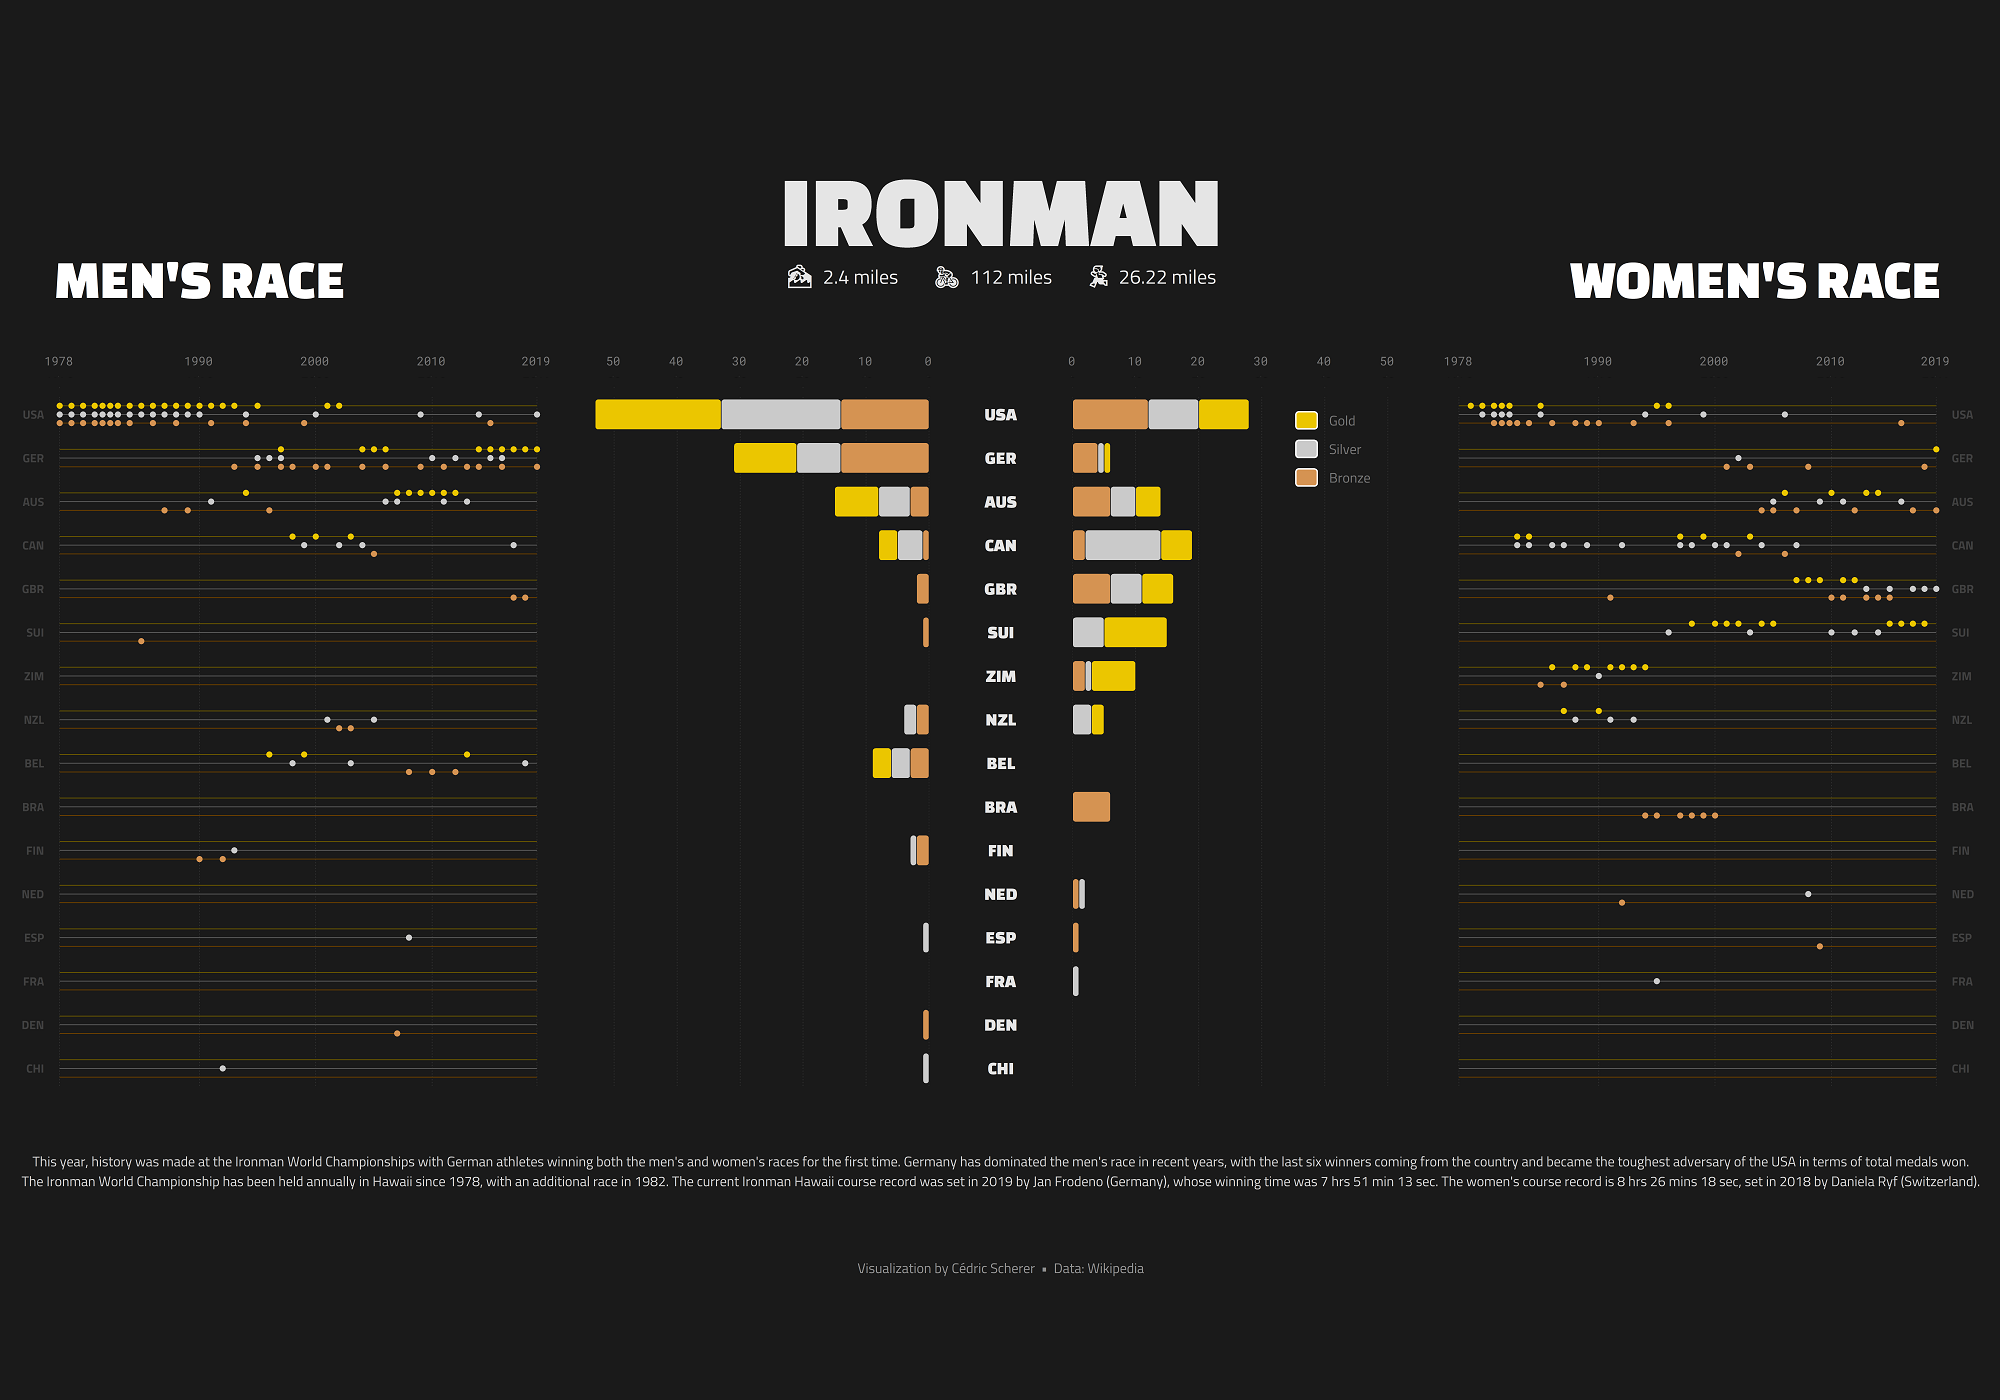 IRONMAN
2.4 miles 112 miles 26.22 miles
MEN'S RACE
WOMEN'S RACE
1978 1990 2000 2010 2019 50 40 30 20 10 0 0 10 20 30 40 50 1978 1990 2000 2010 2019
USA USA USA
Gold
Silver
Bronze
GER GER GER
AUS AUS AUS
CAN CAN CAN
GBR GBR GBR
SUI SUI SUI
ZIM ZIM ZIM
NZL NZL NZL
BEL BEL BEL
BRA BRA BRA
FIN FIN FIN
NED NED NED
ESP ESP ESP
FRA FRA FRA
DEN DEN DEN
CHI CHI CHI
This year, history was made at the Ironman World Championships with German athletes winning both the men's and women's races for the first time. Germany has dominated the men's race in recent years, with the last six winners coming from the country and became the toughest adversary of the USA in terms of total medals won.
The Ironman World Championship has been held annually in Hawaii since 1978, with an additional race in 1982. The current Ironman Hawaii course record was set in 2019 by Jan Frodeno (Germany), whose winning time was 7 hrs 51 min 13 sec. The women's course record is 8 hrs 26 mins 18 sec, set in 2018 by Daniela Ryf (Switzerland).
Visualization by Cédric Scherer ▪ Data: Wikipedia